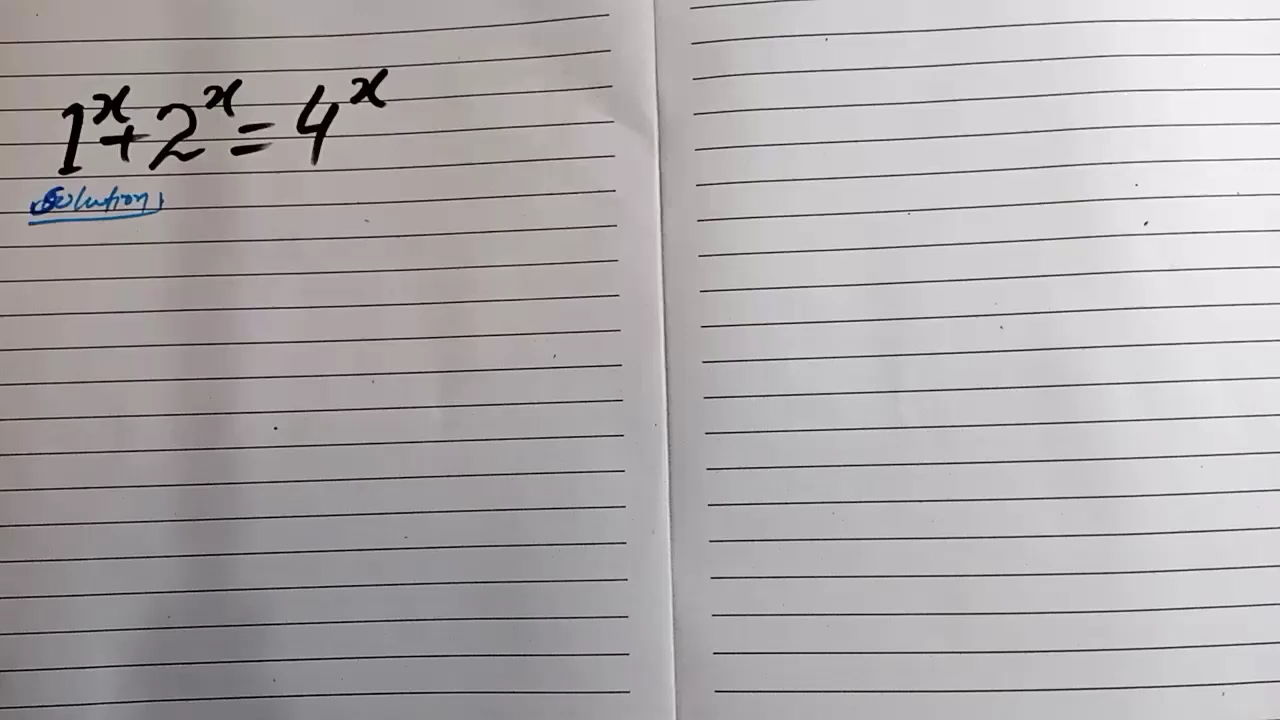 1^x + 2^x = 4^x
Solution